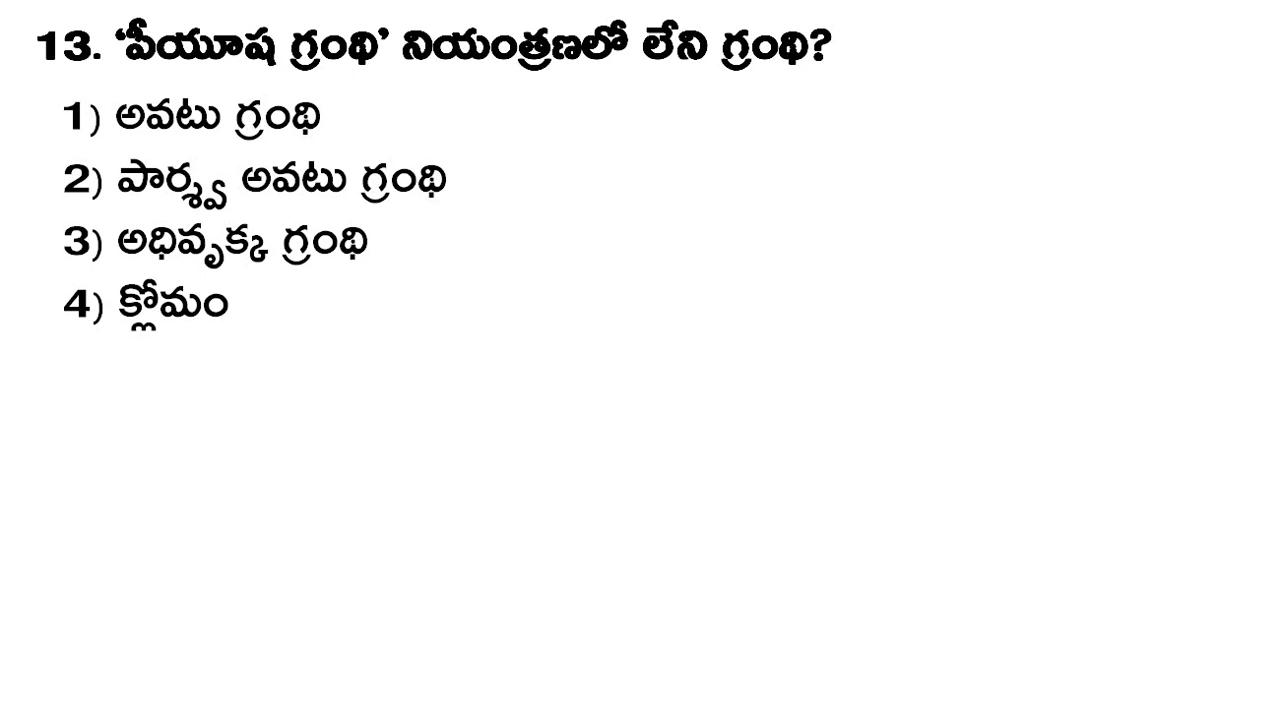 13. ‘పీయూష గ్రంథి’ నియంత్రణలో లేని గ్రంథి?
1) అవటు గ్రంథి
2) పార్శ్వ అవటు గ్రంథి
3) అధివృక్క గ్రంథి
4) క్లోమం